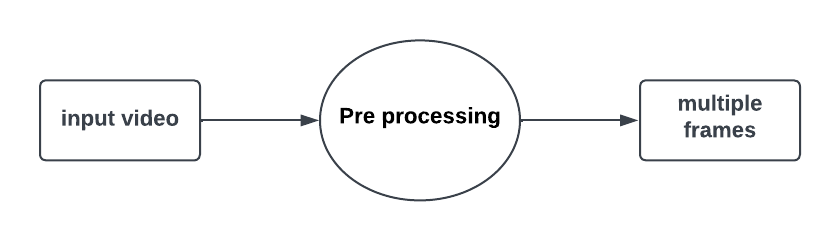 input video
Pre processing
multiple
frames